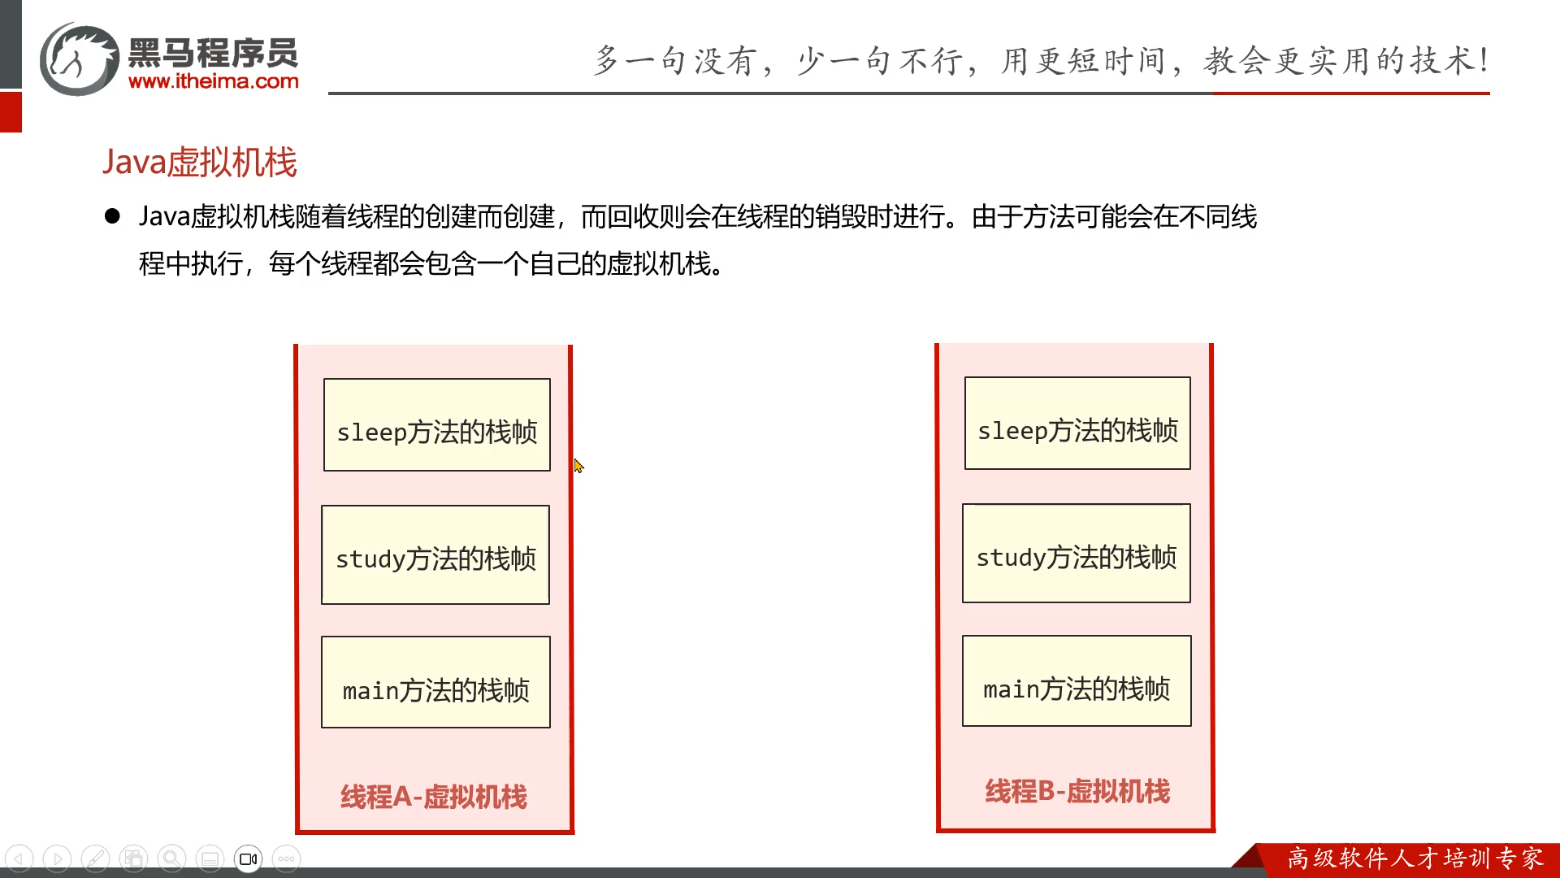 黑马程序员
www.itheima.com
多一句没有，少一句不行，用更短时间，教会更实用的技术！
Java虚拟机栈
Java虚拟机栈随着线程的创建而创建，而回收则会在线程的销毁时进行。由于方法可能会在不同线
程中执行，每个线程都会包含一个自己的虚拟机栈。
sleep方法的栈帧
study方法的栈帧
main方法的栈帧
线程A-虚拟机栈
sleep方法的栈帧
study方法的栈帧
main方法的栈帧
线程B-虚拟机栈
高级软件人才培训专家